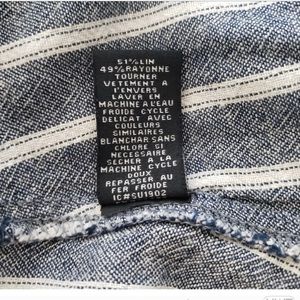 51%LIN
49%RAYONNE
TOURNER
VETEMENT A
L'ENVERS
LAVER EN
MACHINE A L'EAU
FROIDE CYCLE
DELICAT AVEC
COULEURS
SIMILAIRES
BLANCHAR SANS
CHLORE SI
NECESSAIRE
SECHER A LA
MACHINE CYCLE
DOUX
REPASSER AU
FER FROIDE
IC#SU1902